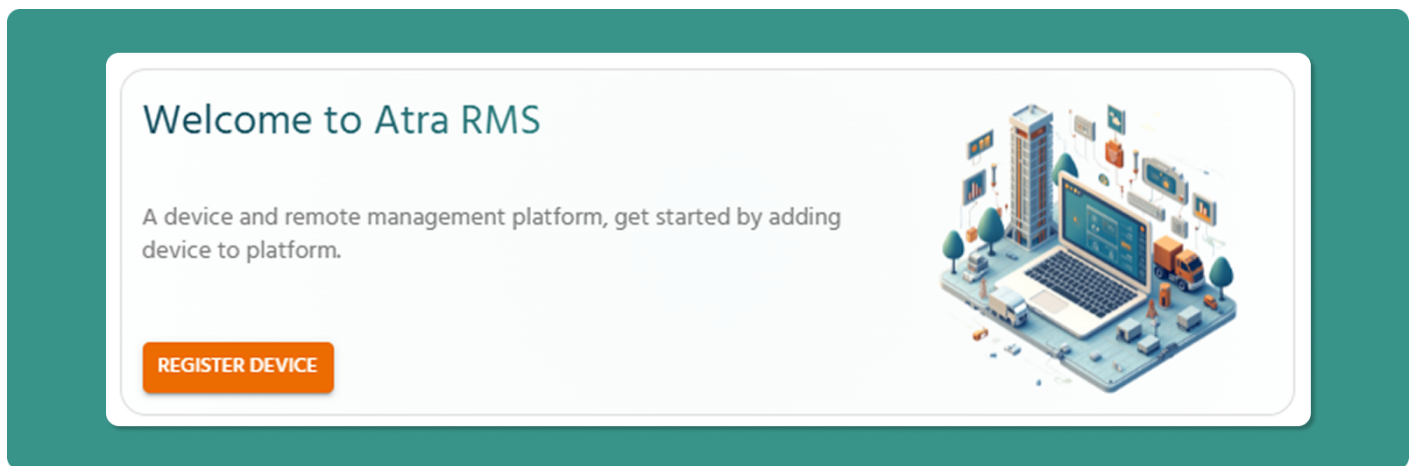 Welcome to Atra RMS
A device and remote management platform, get started by adding
device to platform.
REGISTER DEVICE